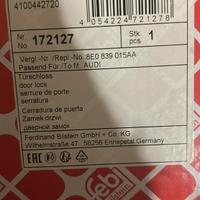 4100442720
4 054224 721278
Nr.
No. 172127
Stk.
pcs 1
Vergl.-Nr. /Repl.-No. 8E0 839 015AA
Passend Für /To fit AUDI
Türschloss
door lock
serrure de porte
serratura
Cerradura de puerta
Zamek drzwi
дверной замок
Ferdinand Bilstein GmbH + Co. KG
Wilhelmstraße 47, 58256 Ennepetal,Germany
EAC
febi